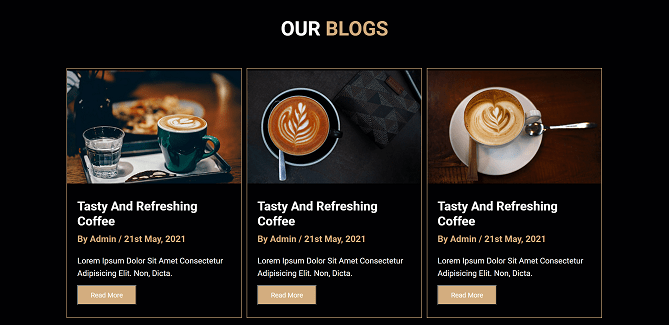 OUR BLOGS
Tasty And Refreshing
Coffee
By Admin / 21st May, 2021
Lorem Ipsum Dolor Sit Amet Consectetur
Adipisicing Elit. Non, Dicta.
Read More
Tasty And Refreshing
Coffee
By Admin / 21st May, 2021
Lorem Ipsum Dolor Sit Amet Consectetur
Adipisicing Elit. Non, Dicta.
Read More
Tasty And Refreshing
Coffee
By Admin / 21st May, 2021
Lorem Ipsum Dolor Sit Amet Consectetur
Adipisicing Elit. Non, Dicta.
Read More